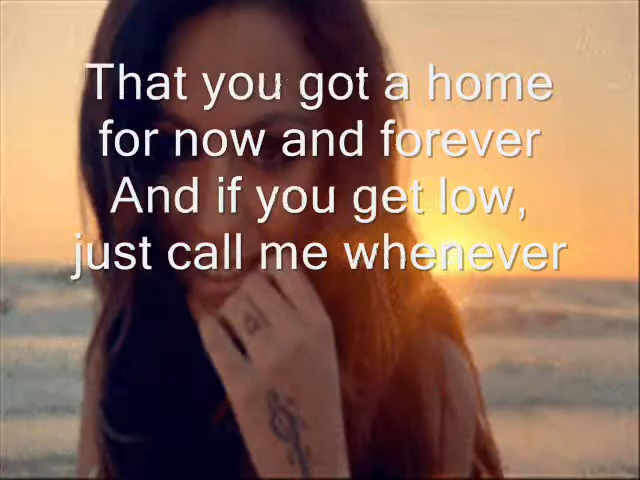 That you got a home
for now and forever
And if you get low,
just call me whenever